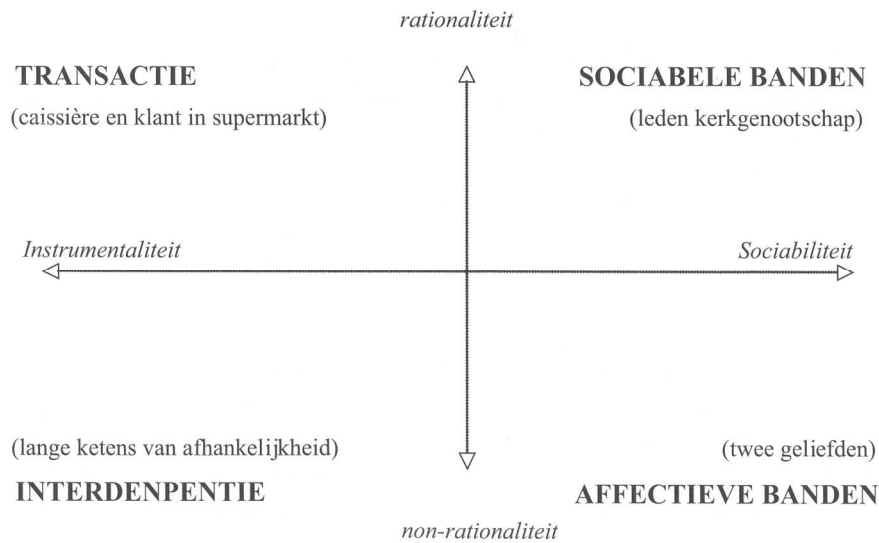 rationaliteit
TRANSACTIE
SOCIABELE BANDEN
(caissière en klant in supermarkt)
(leden kerkgenootschap)
Instrumentaliteit
Sociabiliteit
(lange ketens van afhankelijkheid)
(twee geliefden)
INTERDENPENTIE
AFFECTIEVE BANDEN
non-rationaliteit